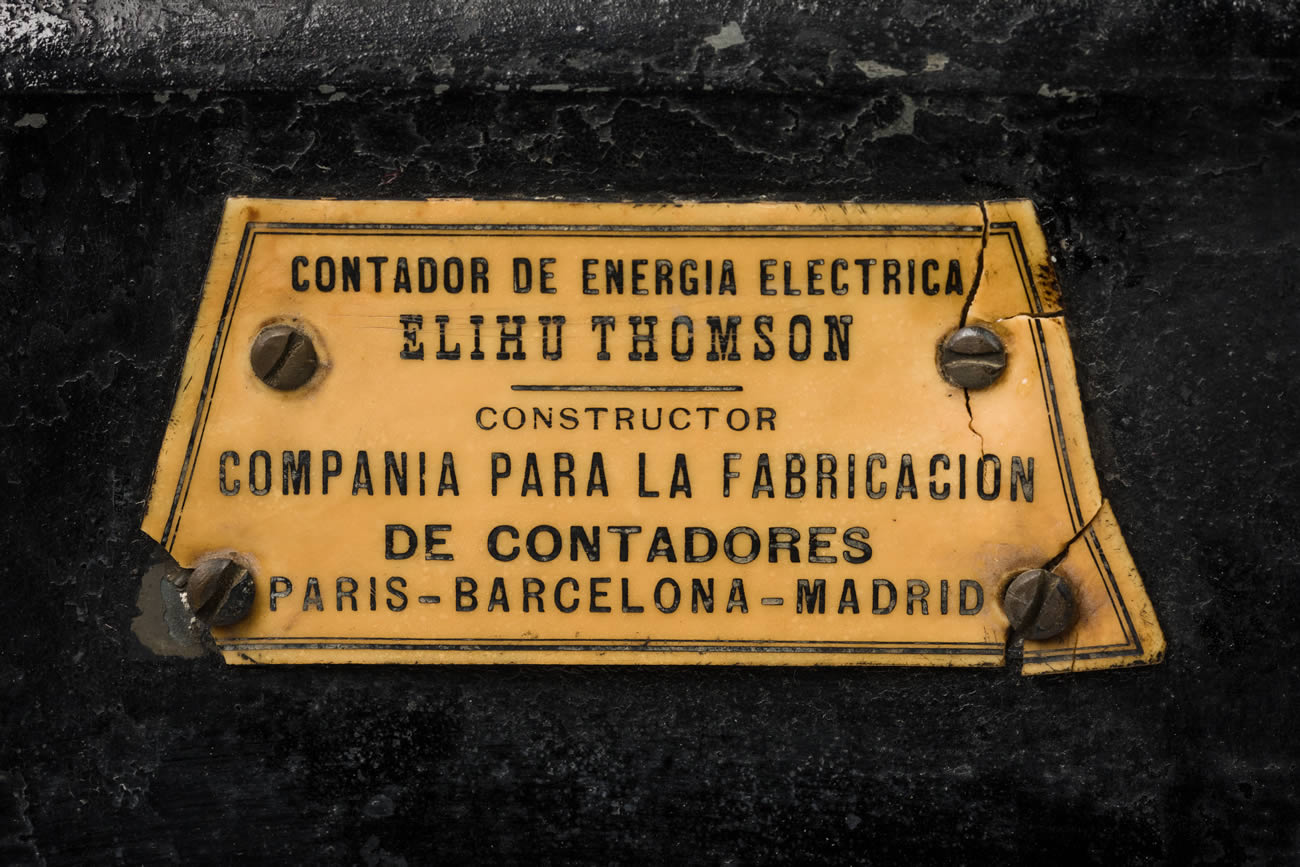 CONTADOR DE ENERGIA ELECTRICA
ELIHU THOMSON
CONSTRUCTOR
COMPANIA PARA LA FABRICACION
DE CONTADORES
PARIS-BARCELONA-MADRID